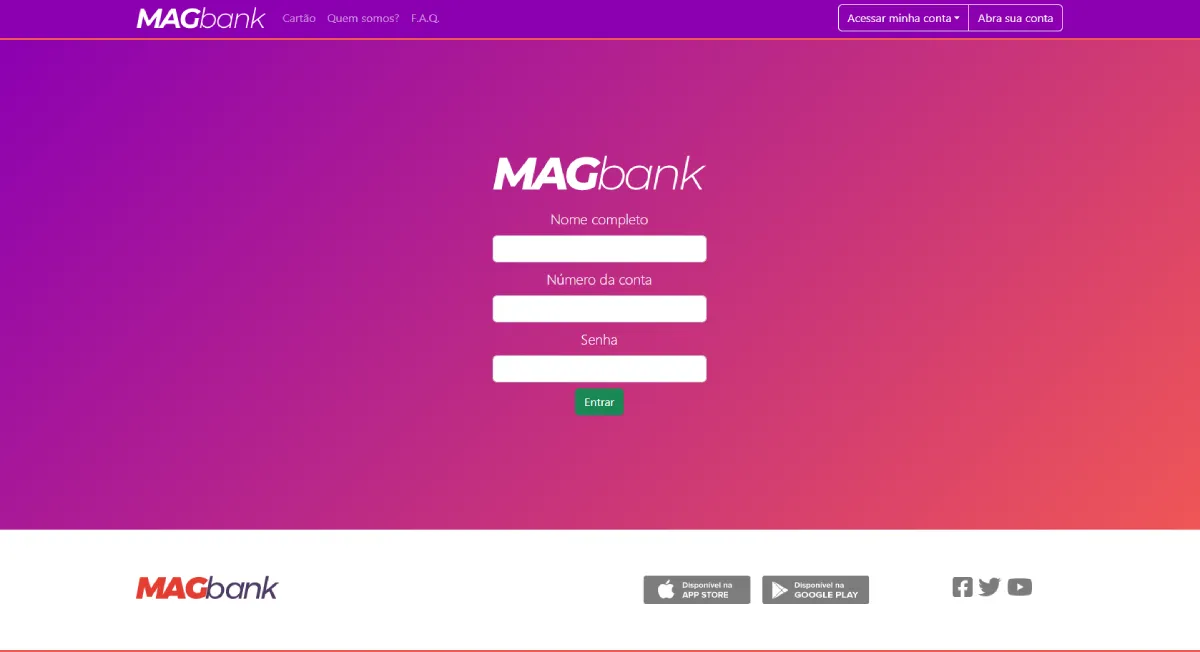 MAGbank Cartão Quem somos? F.A.Q. Acessar minha conta Abra sua conta
MAGbank
Nome completo
Número da conta
Senha
Entrar
MAGbank
Disponível na
APP STORE
Disponível na
GOOGLE PLAY